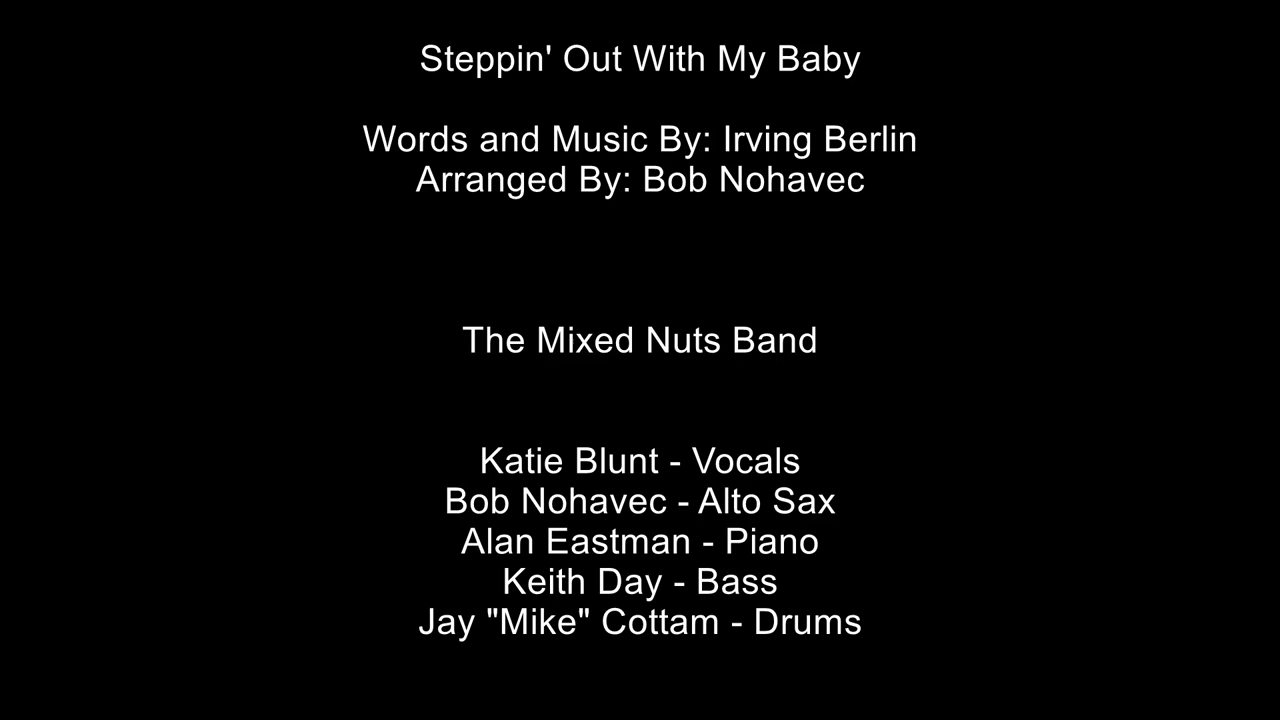 Steppin' Out With My Baby
Words and Music By: Irving Berlin
Arranged By: Bob Nohavec
The Mixed Nuts Band
Katie Blunt - Vocals
Bob Nohavec - Alto Sax
Alan Eastman - Piano
Keith Day - Bass
Jay "Mike" Cottam - Drums